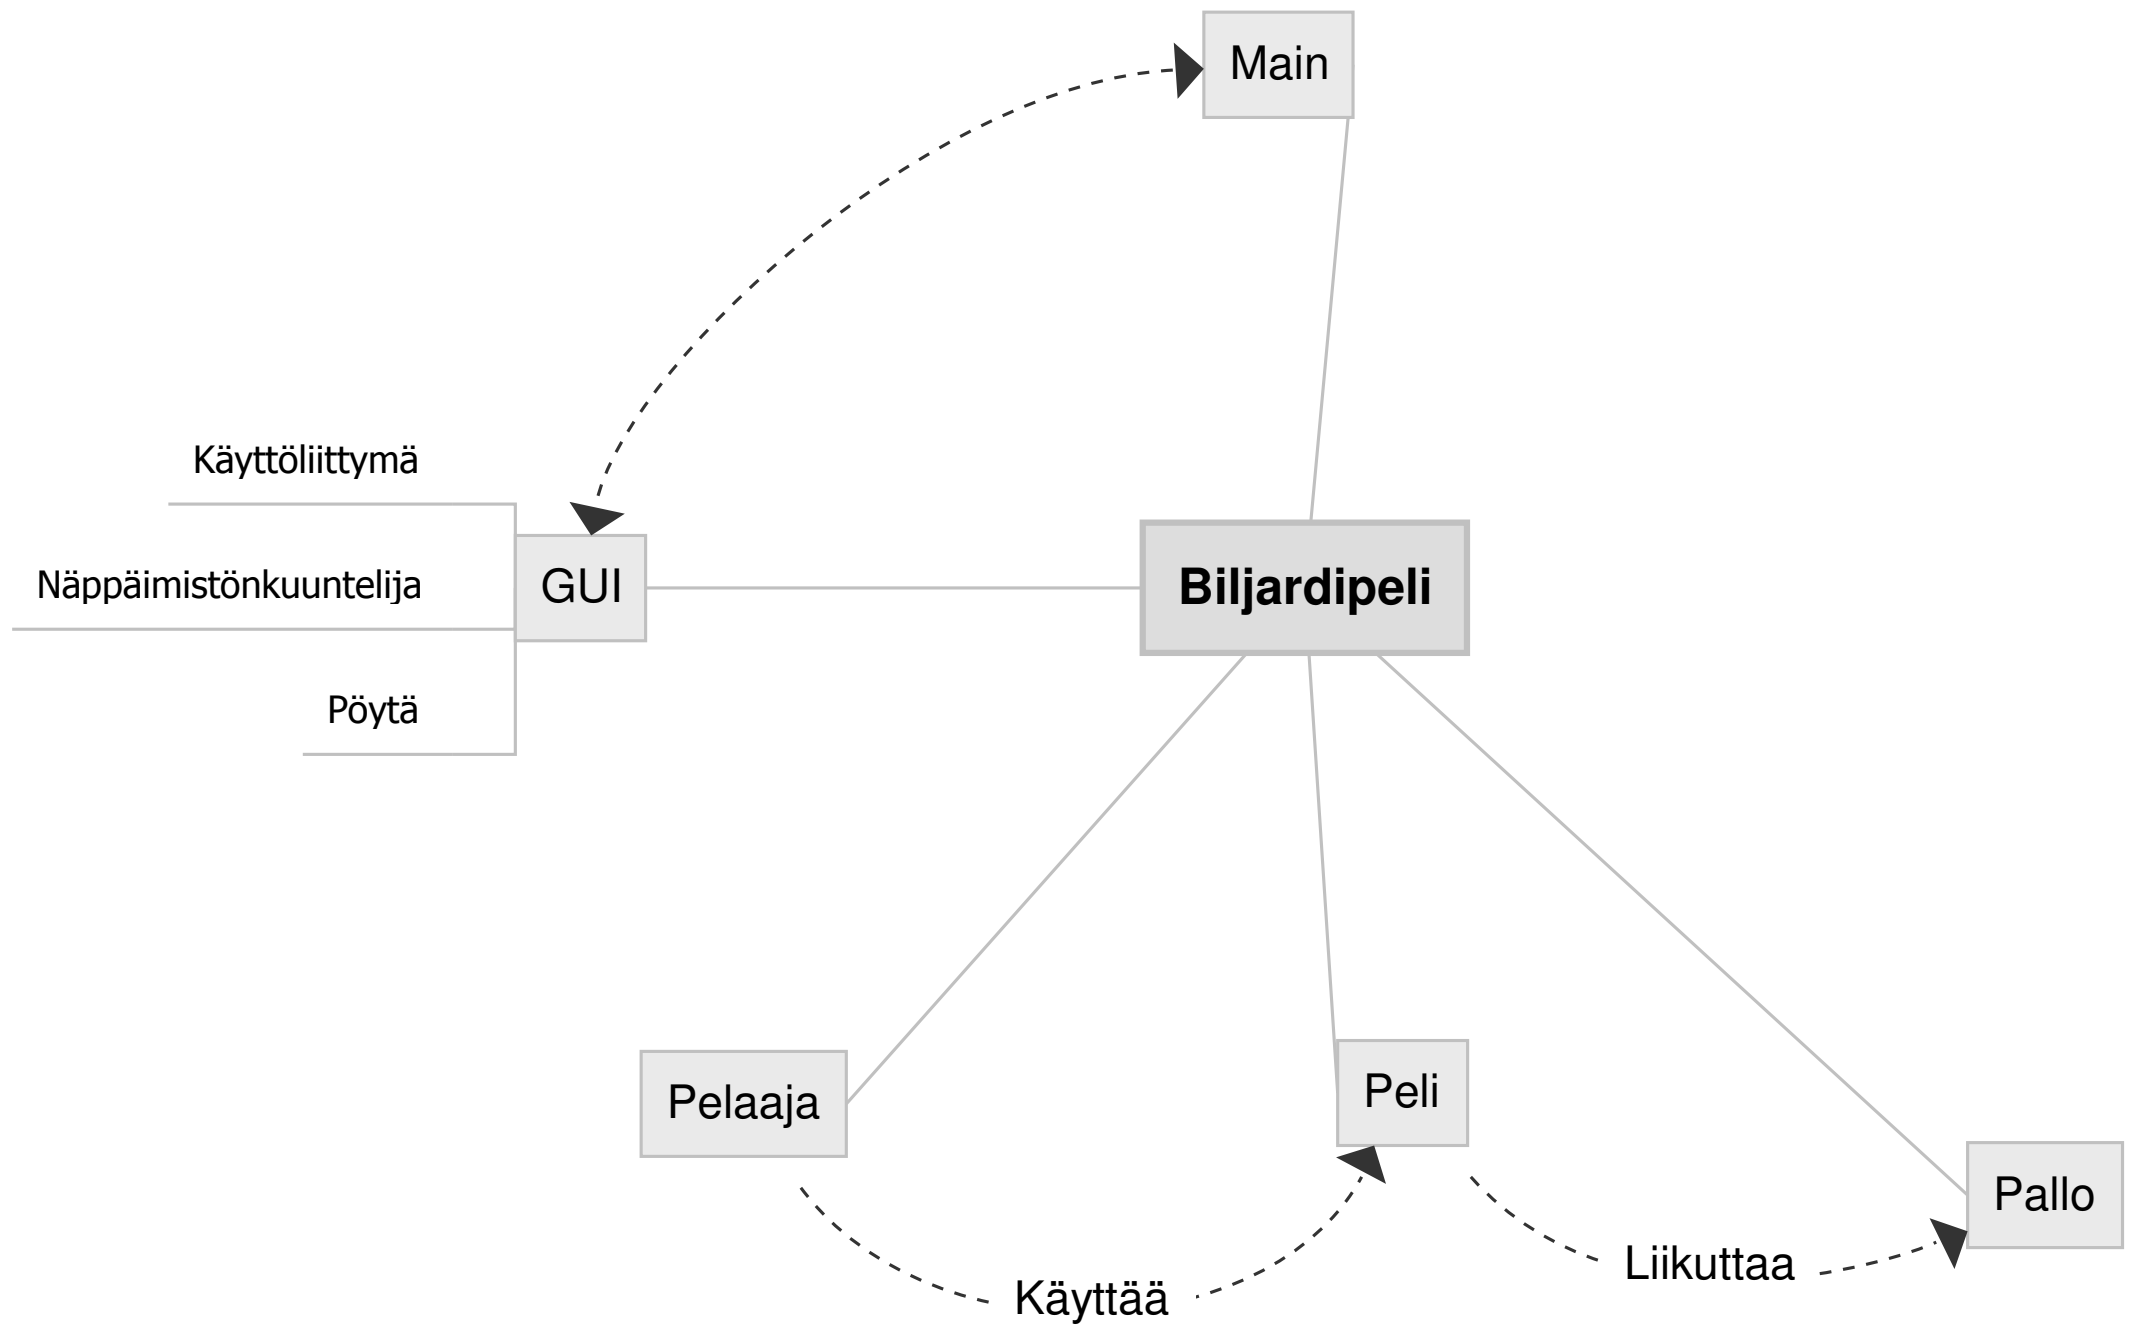 Main
Käyttöliittymä
Näppäimistönkuuntelija
GUI
Biljardipeli
Pöytä
Pelaaja
Peli
Pallo
Liikuttaa
Käyttää